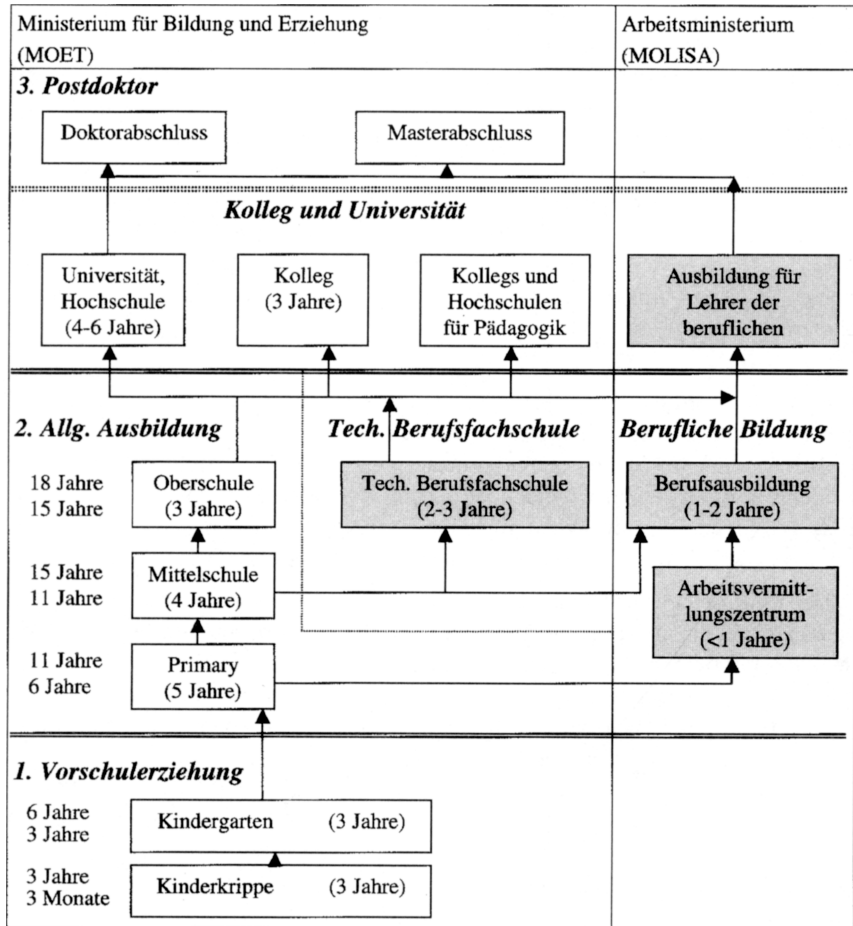 Ministerium für Bildung und Erziehung
(MOET)
Arbeitsministerium
(MOLISA)
3. Postdoktor
Doktorabschluss
Masterabschluss
Kolleg und Universität
Universität,
Hochschule
(4-6 Jahre)
Kolleg
(3 Jahre)
Kollegs und
Hochschulen
für Pädagogik
Ausbildung für
Lehrer der
beruflichen
2. Allg. Ausbildung
Tech. Berufsfachschule
Berufliche Bildung
18 Jahre
15 Jahre
Oberschule
(3 Jahre)
Tech. Berufsfachschule
(2-3 Jahre)
Berufsausbildung
(1-2 Jahre)
15 Jahre
11 Jahre
Mittelschule
(4 Jahre)
Arbeitsvermitt-
lungszentrum
(<1 Jahre)
11 Jahre
6 Jahre
Primary
(5 Jahre)
1. Vorschulerziehung
6 Jahre
3 Jahre
Kindergarten (3 Jahre)
3 Jahre
3 Monate
Kinderkrippe (3 Jahre)